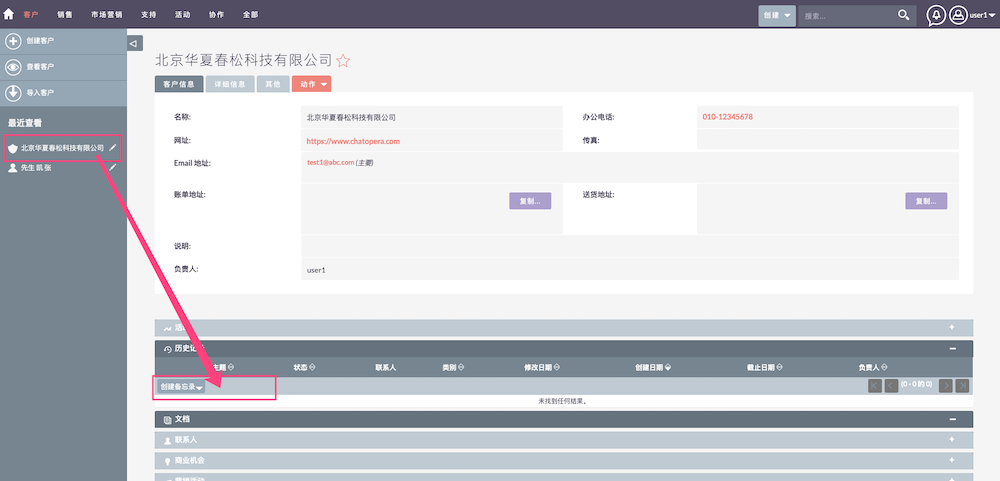 客户 销售 市场营销 支持 活动 协作 全部 创建 搜索... user1
创建客户
查看客户
导入客户
最近查看
北京华夏春松科技有限公司
先生 凯 张
北京华夏春松科技有限公司
客户信息 详细信息 其他 动作
名称: 北京华夏春松科技有限公司 办公电话: 010-12345678
网址: https://www.chatopera.com 传真:
Email 地址: test1@abc.com (主要)
账单地址: 复制... 送货地址: 复制...
说明:
负责人: user1
历史记
主题 状态 联系人 类别 修改日期 创建日期 截止日期 负责人
创建备忘录 (0 - 0 的 0)
未找到任何结果。
文档
联系人
商业机会